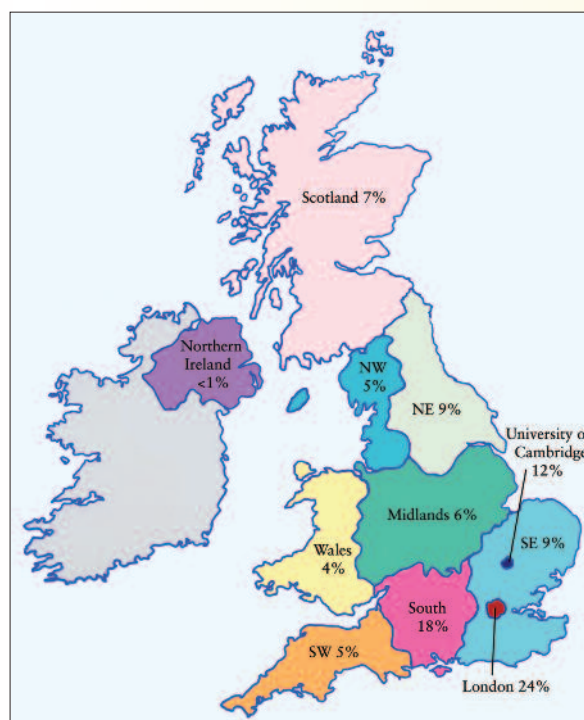 Scotland 7%
Northern
Ireland
<1%
NW
5%
NE 9%
University of
Cambridge
12%
Midlands 6%
SE 9%
Wales
4%
South
18%
SW 5%
London 24%